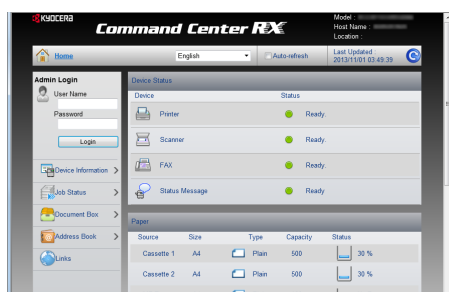 KYOCERA
Command Center RX
Model :
Host Name :
Location :
Home
English
Auto-refresh
Last Updated :
2013/11/01 03:49:39
Admin Login
User Name
Password
Login
Device Information
Job Status
Document Box
Address Book
Links
Device Status
Device Status
Printer Ready.
Scanner Ready.
FAX Ready.
Status Message Ready
Paper
Source Size Type Capacity Status
Cassette 1 A4 Plain 500 30 %
Cassette 2 A4 Plain 500 30 %